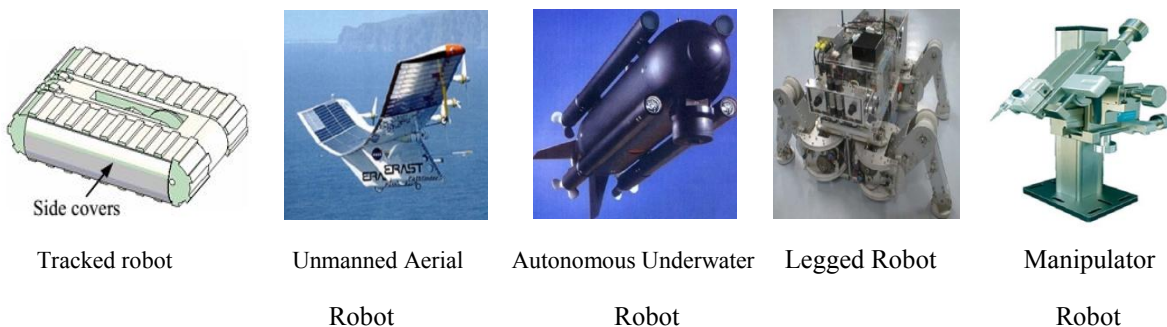 Side covers
ERAST
Tracked robot
Unmanned Aerial
Robot
Autonomous Underwater
Robot
Legged Robot
Manipulator
Robot